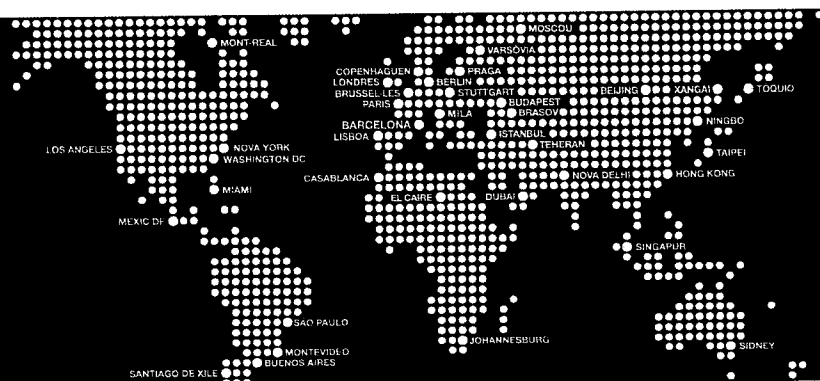 MOSCOU
MONT-REAL
VARSÒVIA
COPENHAGUEN
PRAGA
LONDRES
BERLIN
BRUSSEL·LES
STUTTGART
BEIJING
XANGAI
TOQUIO
PARIS
BUDAPEST
MILA
BRASOV
BARCELONA
NINGBO
LISBOA
ISTANBUL
LOS ANGELES
NOVA YORK
TEHERAN
WASHINGTON DC
TAIPEI
CASABLANCA
NOVA DELHI
HONG KONG
MIAMI
EL CAIRE
DUBAI
MEXIC DF
SINGAPUR
SAO PAULO
JOHANNESBURG
SIDNEY
MONTEVIDEO
BUENOS AIRES
SANTIAGO DE XILE